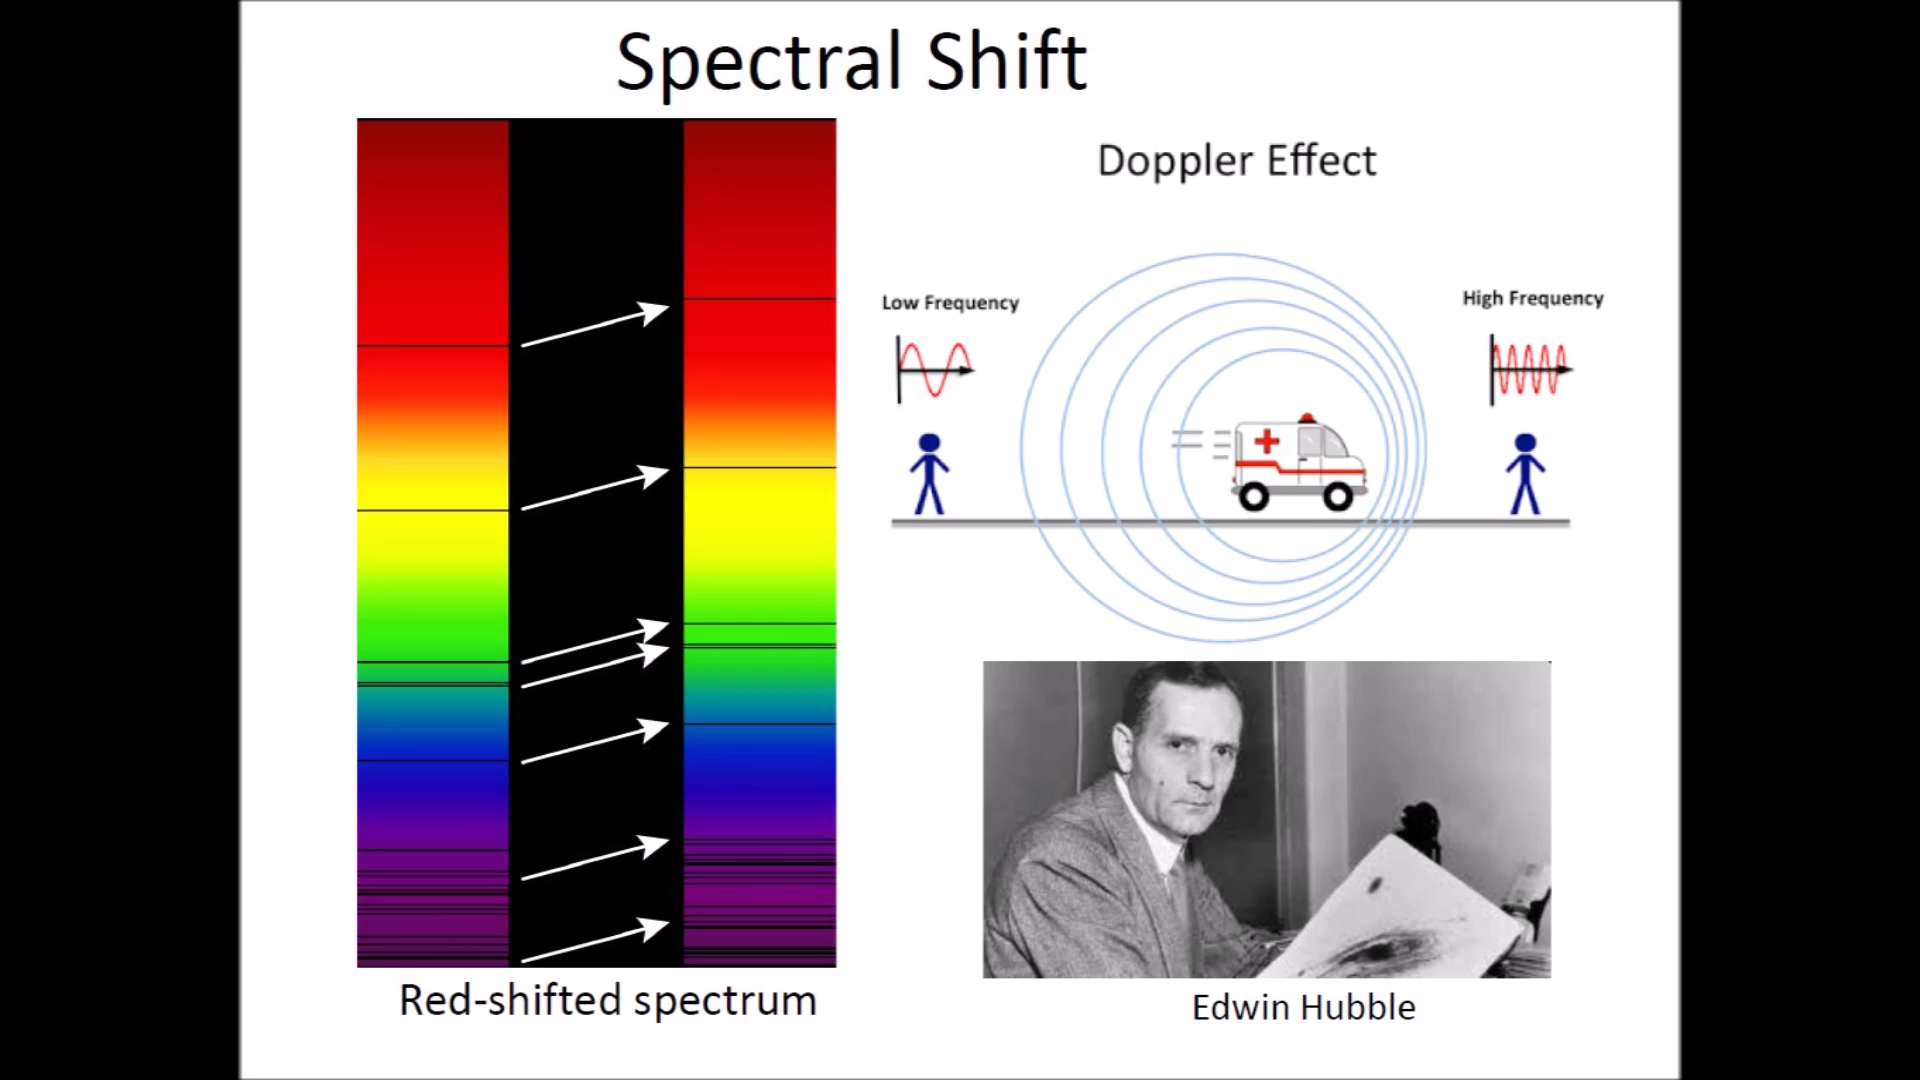 Spectral Shift
Doppler Effect
Low Frequency
High Frequency
Red-shifted spectrum
Edwin Hubble